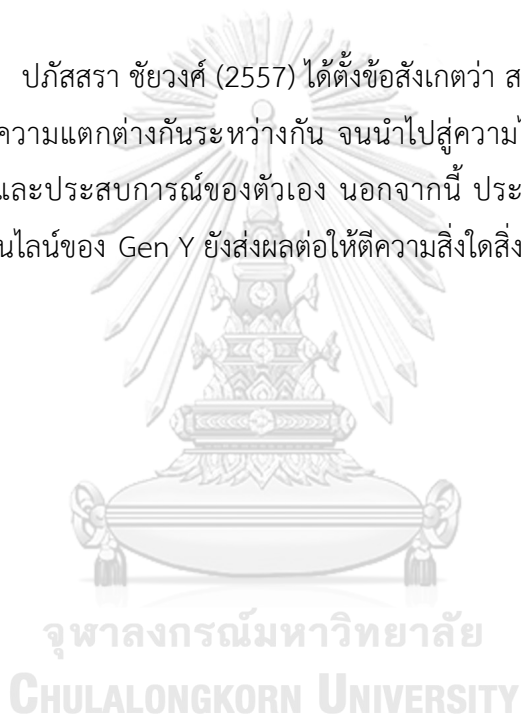 ปภัสสรา ชัยวงศ์ (2557) ได้ตั้งข้อสังเกตว่า ส
ความแตกต่างกันระหว่างกัน จนนำไปสู่ความ
และประสบการณ์ของตัวเอง นอกจากนี้ ประ
นไลน์ของ Gen Y ยังส่งผลต่อให้ตีความสิ่งใดสิ่ง
จุฬาลงกรณ์มหาวิทยาลัย
CHULALONGKORN UNIVERSITY